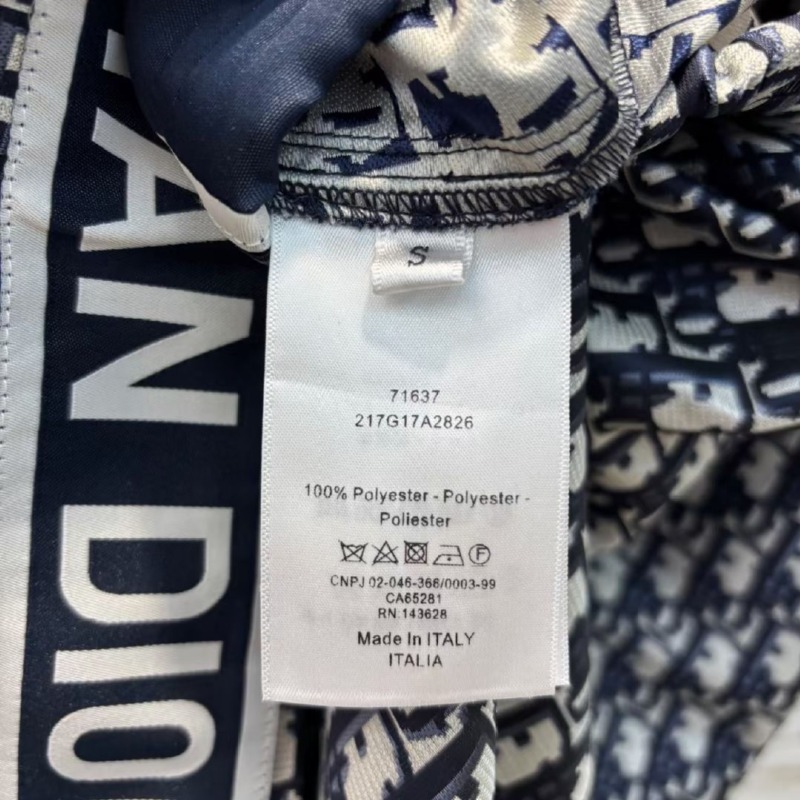 AN DIO
S
71637
217G17A2826
100% Polyester - Polyester -
Poliester
CNPJ 02-046-366/0003-99
CA65281
RN:143628
Made In ITALY
ITALIA